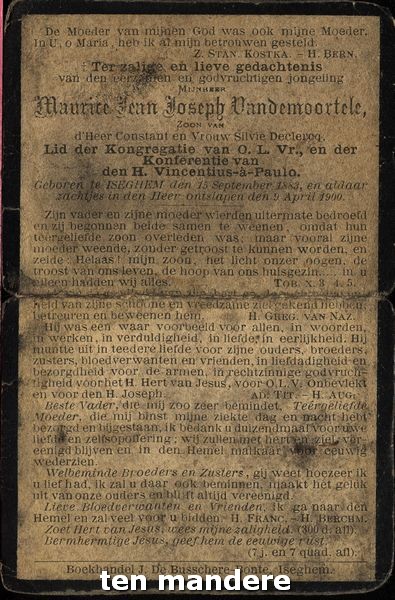 De Moeder van mijnen God was ook mijne Moeder.
In U, o Maria, heb ik al mijn betrouwen gesteld.
Z. STAN. KOSTKA. — H. BERN.
Ter zalige en lieve gedachtenis
van den eerzamen en godvruchtigen jongeling
MIJNHEER
Maurice Jean Joseph Vandemoortele,
ZOON VAN
d'Heer Constant en Vrouw Silvie Declercq.
Lid der Kongregatie van O. L. Vr., en der
Konferentie van
den H. Vincentius-à-Paulo.
Geboren te ISEGHEM den 15 September 1883, en aldaar
zachtjes in den Heer ontslapen den 9 April 1900.
Zijn vader en zijne moeder wierden uitermate bedroefd
en zij begonnen beide samen te weenen, omdat hun
teergeliefde zoon overleden was; maar vooral zijne
moeder weende, zonder getroost te kunnen worden, en
zeide: Helaas! mijn zoon, het licht onzer oogen, de
troost van ons leven, de hoop van ons huisgezin.... in u
alleen hadden wij alles. TOB. X. 3. 4. 5.
heid van zijne schoone en vreedzame ziel
betreuren en beweenen hem. H. GREG. VAN NAZ.
Hij was een waar voorbeeld voor allen, in woorden,
in werken, in verduldigheid, in liefde, in eerlijkheid. Hij
muntte uit in teedere liefde voor zijne ouders, broeders,
zusters, bloedverwanten en vrienden, in liefdadigheid en
bezorgdheid voor de armen, in rechtzinnige godvruch-
tigheid voor het H. Hert van Jesus, voor O. L. V. Onbevlekt
en voor den H. Joseph. AD. TIT. — H. AUG.
Beste Vader, die mij zoo zeer bemindet, Teergeliefde
Moeder, die mij binst mijne ziekte dag en nacht hebt
bezorgd en bijgestaan, ik bedank u duizendmaal voor uwe
liefde en zelfsopoffering; wij zullen met hert en ziel ver-
eenigd blijven en in den Hemel malkaar voor eeuwig
wederzien.
Welbeminde Broeders en Zusters, gij weet hoezeer ik
u lief had, ik zal u daar ook beminnen, maakt het geluk
uit van onze ouders en blijft altijd vereenigd.
Lieve Bloedverwanten en Vrienden, ik ga naar den
Hemel en zal veel voor u bidden. H. FRANC. — H. BERCHM.
Zoet Hert van Jesus, wees mijne zaligheid. (300 d. afl.)
Bermhertige Jesus, geef hem de eeuwige rust.
(7 j. en 7 quad. afl.)
Boekhandel J. De Busschere-Bonte, Iseghem.
ten mandere